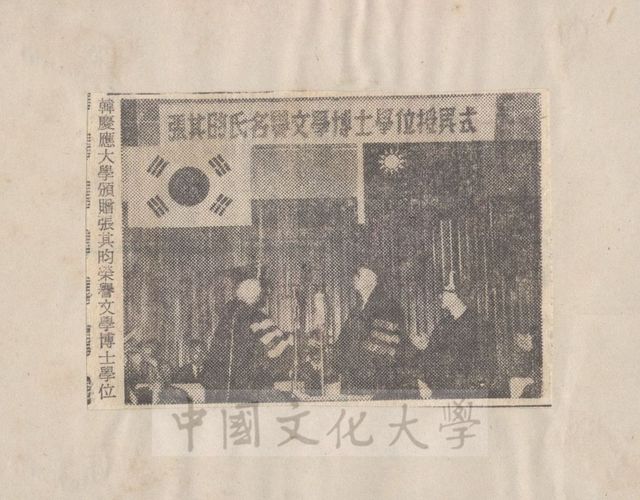 張其昀氏名譽文學博士學位授與式
韓慶應大學頒贈張其昀榮譽文學博士學位
中國文化大學